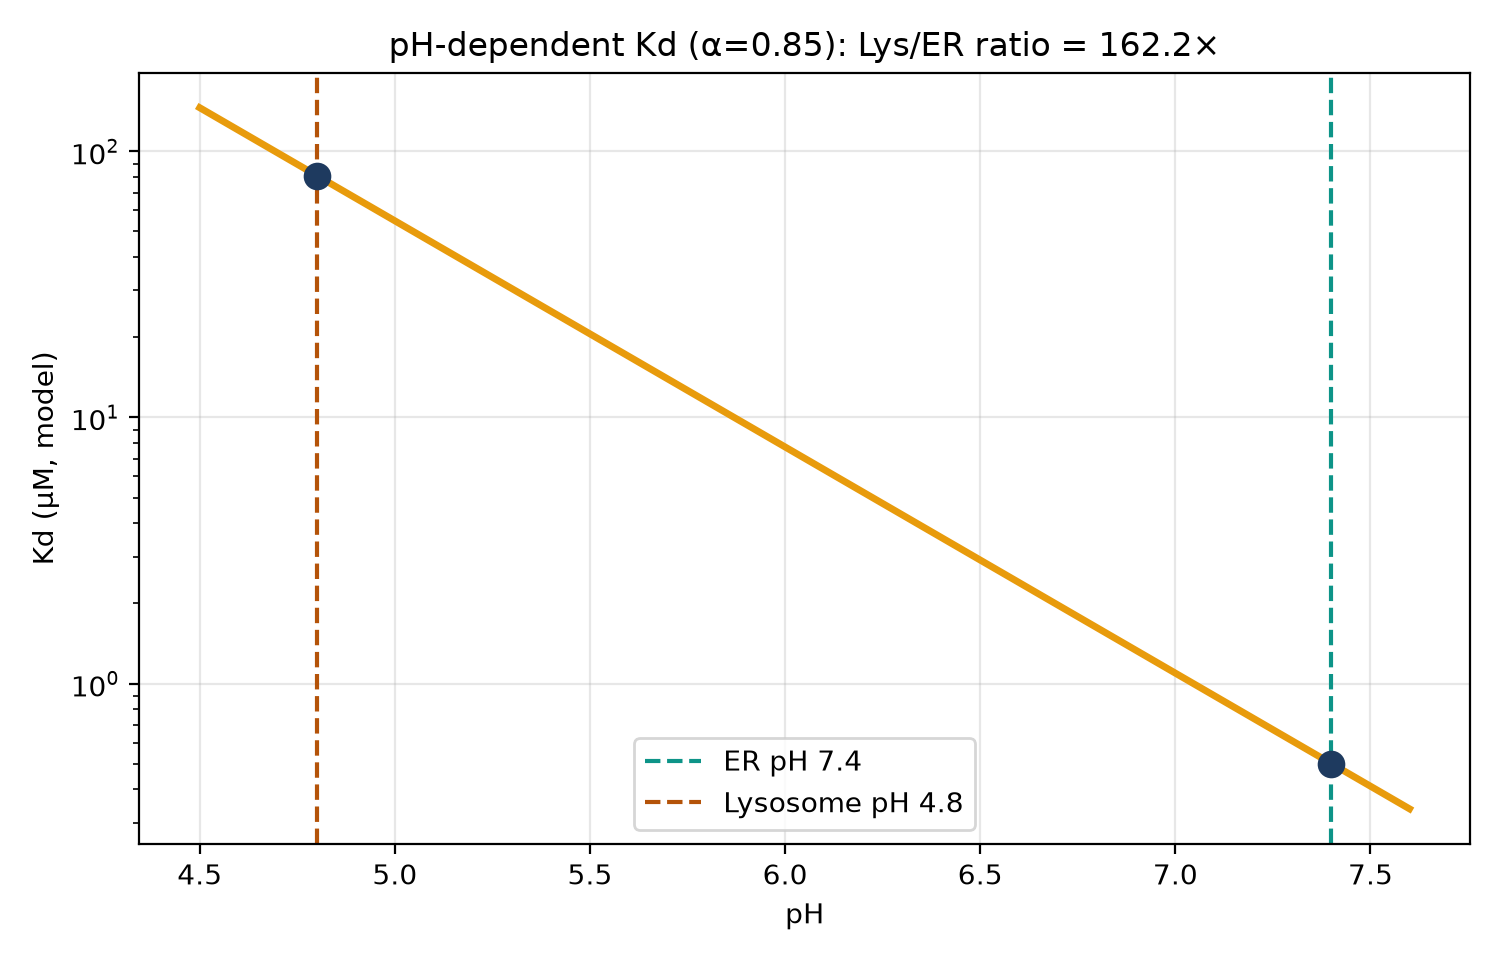 pH-dependent Kd (α=0.85): Lys/ER ratio = 162.2×
Kd (µM, model)
10²
10¹
10⁰
ER pH 7.4
Lysosome pH 4.8
4.5 5.0 5.5 6.0 6.5 7.0 7.5
pH